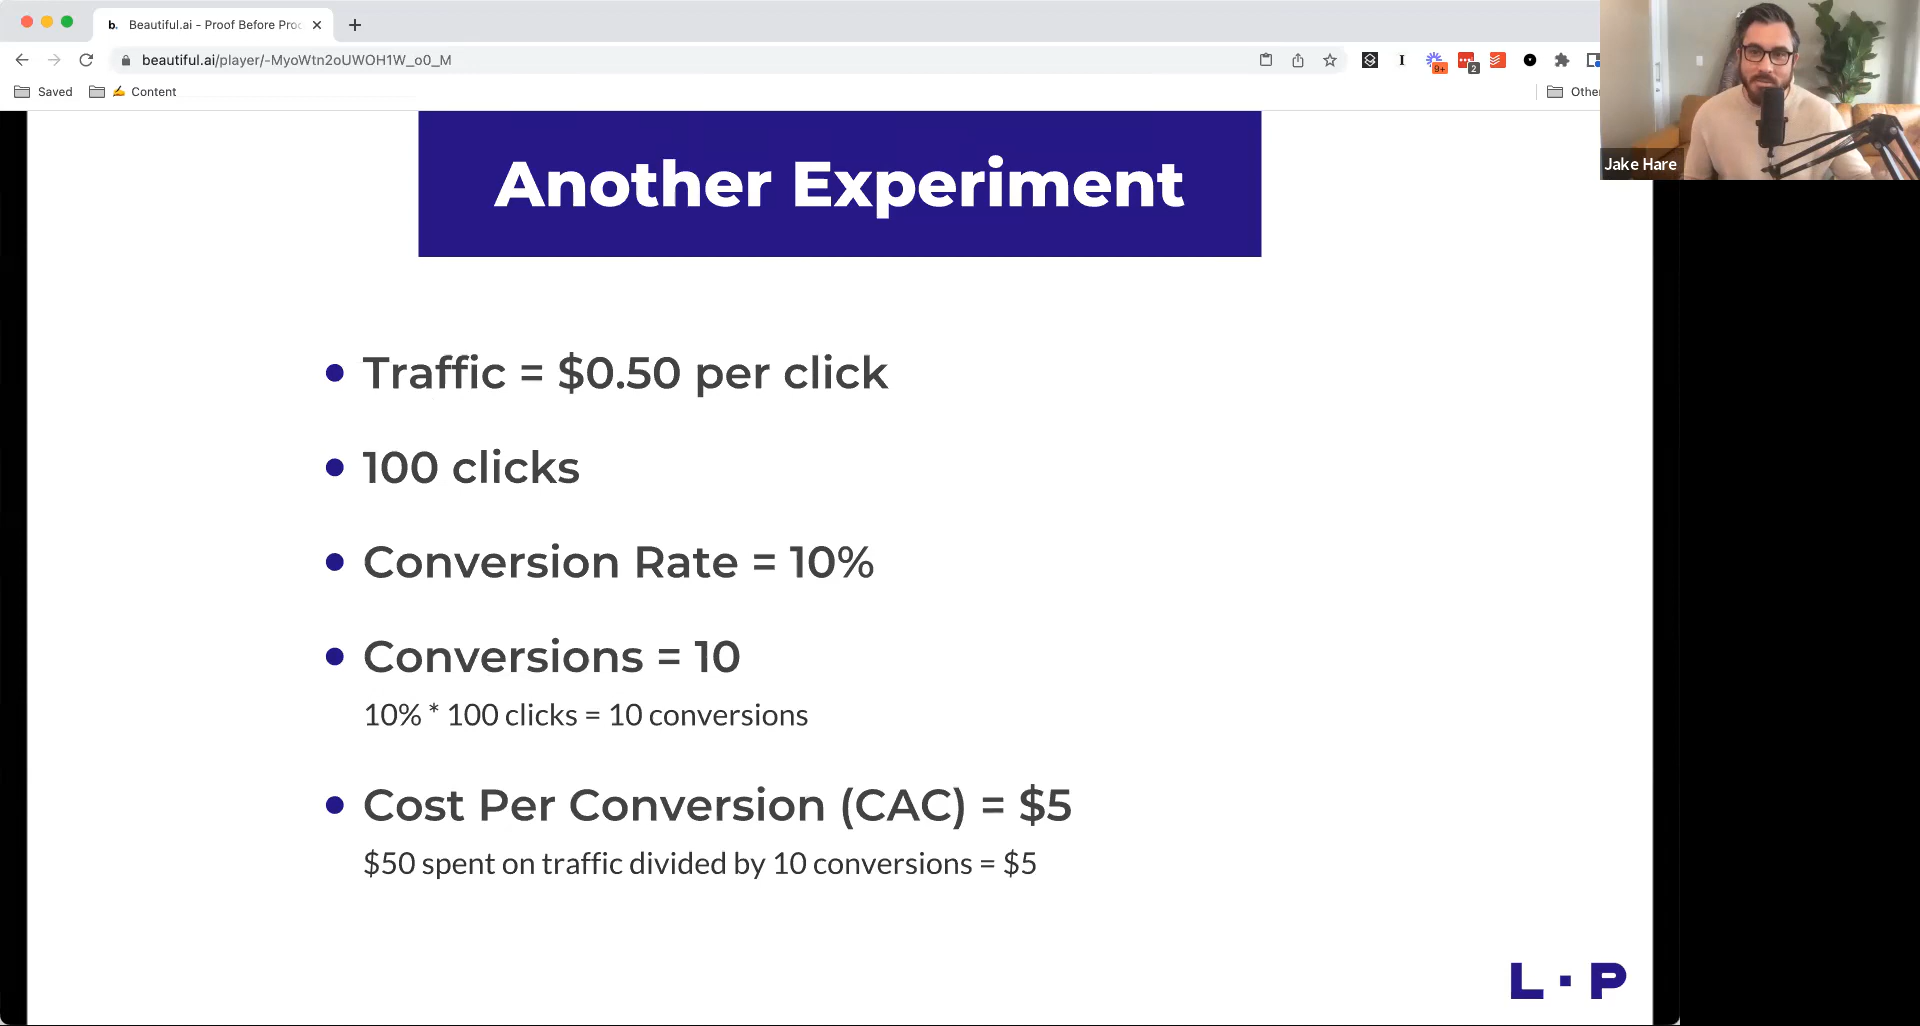 b. Beautiful.ai - Proof Before Proc
beautiful.ai/player/-MyoWtn2oUWOH1W_o0_M
9+
2
Saved
Content
Other
Jake Hare
Another Experiment
Traffic = $0.50 per click
100 clicks
Conversion Rate = 10%
Conversions = 10
10% * 100 clicks = 10 conversions
Cost Per Conversion (CAC) = $5
$50 spent on traffic divided by 10 conversions = $5
L · P